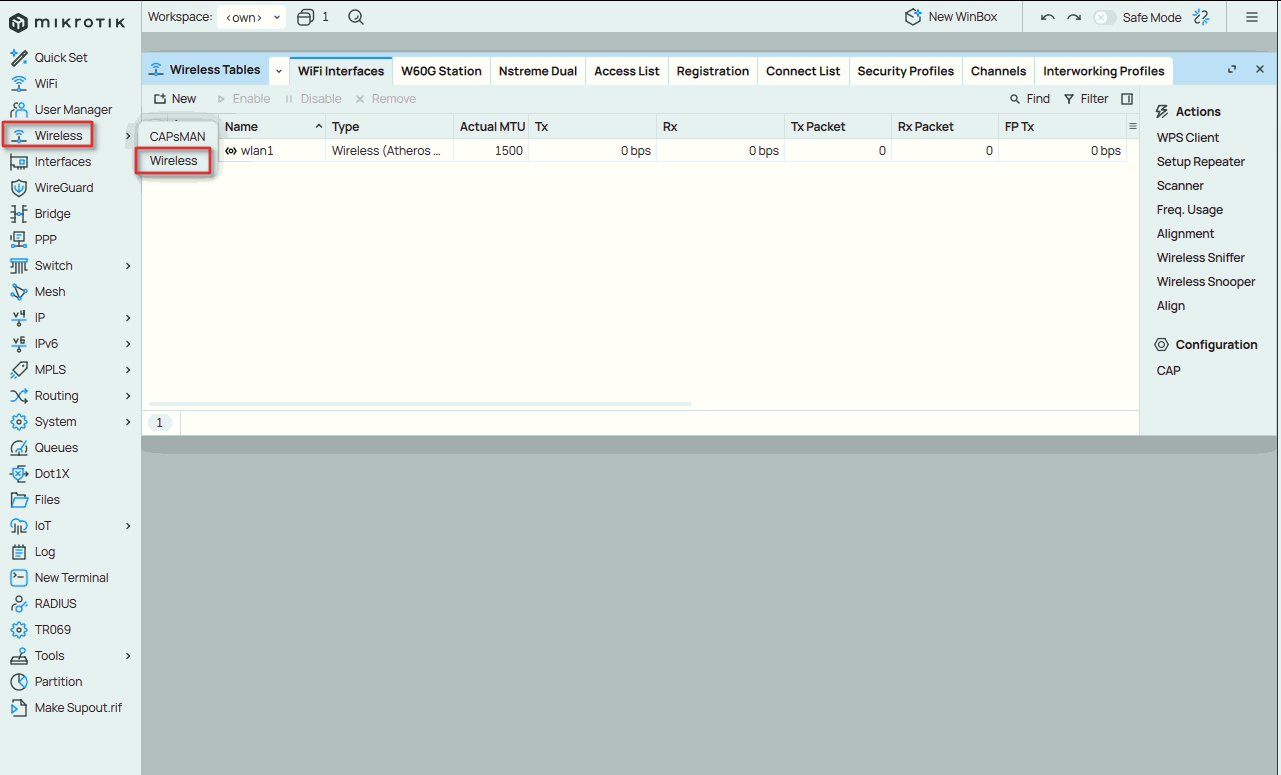 mikrotik
Workspace: <own> 1 New WinBox Safe Mode
Quick Set
WiFi
User Manager
Wireless
Interfaces
WireGuard
Bridge
PPP
Switch
Mesh
IP
IPv6
MPLS
Routing
System
Queues
Dot1X
Files
IoT
Log
New Terminal
RADIUS
TR069
Tools
Partition
Make Supout.rif
CAPsMAN
Wireless
Wireless Tables WiFi Interfaces W60G Station Nstreme Dual Access List Registration Connect List Security Profiles Channels Interworking Profiles
New Enable Disable Remove Find Filter
Name Type Actual MTU Tx Rx Tx Packet Rx Packet FP Tx
wlan1 Wireless (Atheros ... 1500 0 bps 0 bps 0 0 0 bps
1
Actions
WPS Client
Setup Repeater
Scanner
Freq. Usage
Alignment
Wireless Sniffer
Wireless Snooper
Align
Configuration
CAP